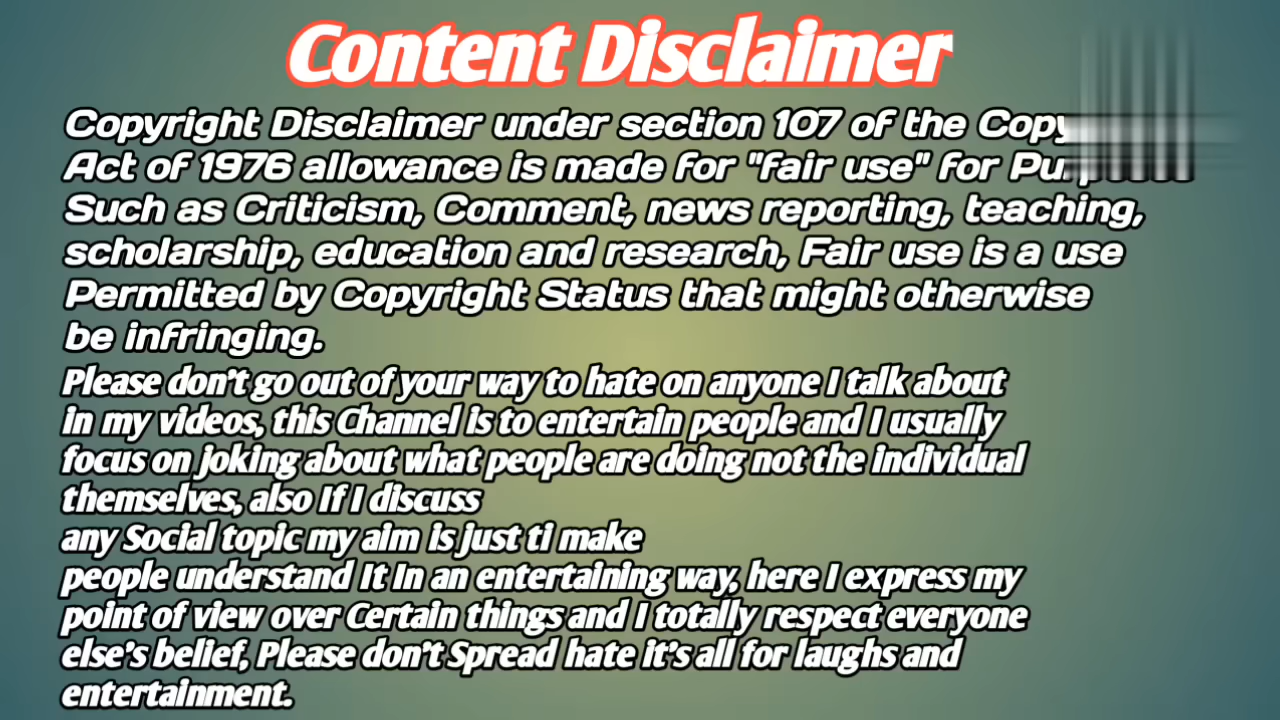 Content Disclaimer
Copyright Disclaimer under section 107 of the
Act of 1976 allowance is made for "fair use" for
Such as Criticism, Comment, news reporting, teaching,
scholarship, education and research, Fair use is a use
Permitted by Copyright Status that might otherwise
be infringing.
Please don't go out of your way to hate on anyone I talk about
in my videos, this Channel is to entertain people and I usually
focus on joking about what people are doing not the individual
themselves, also If I discuss
any Social topic my aim is just ti make
people understand It In an entertaining way, here I express my
point of view over Certain things and I totally respect everyone
else's belief, Please don't Spread hate it's all for laughs and
entertainment.